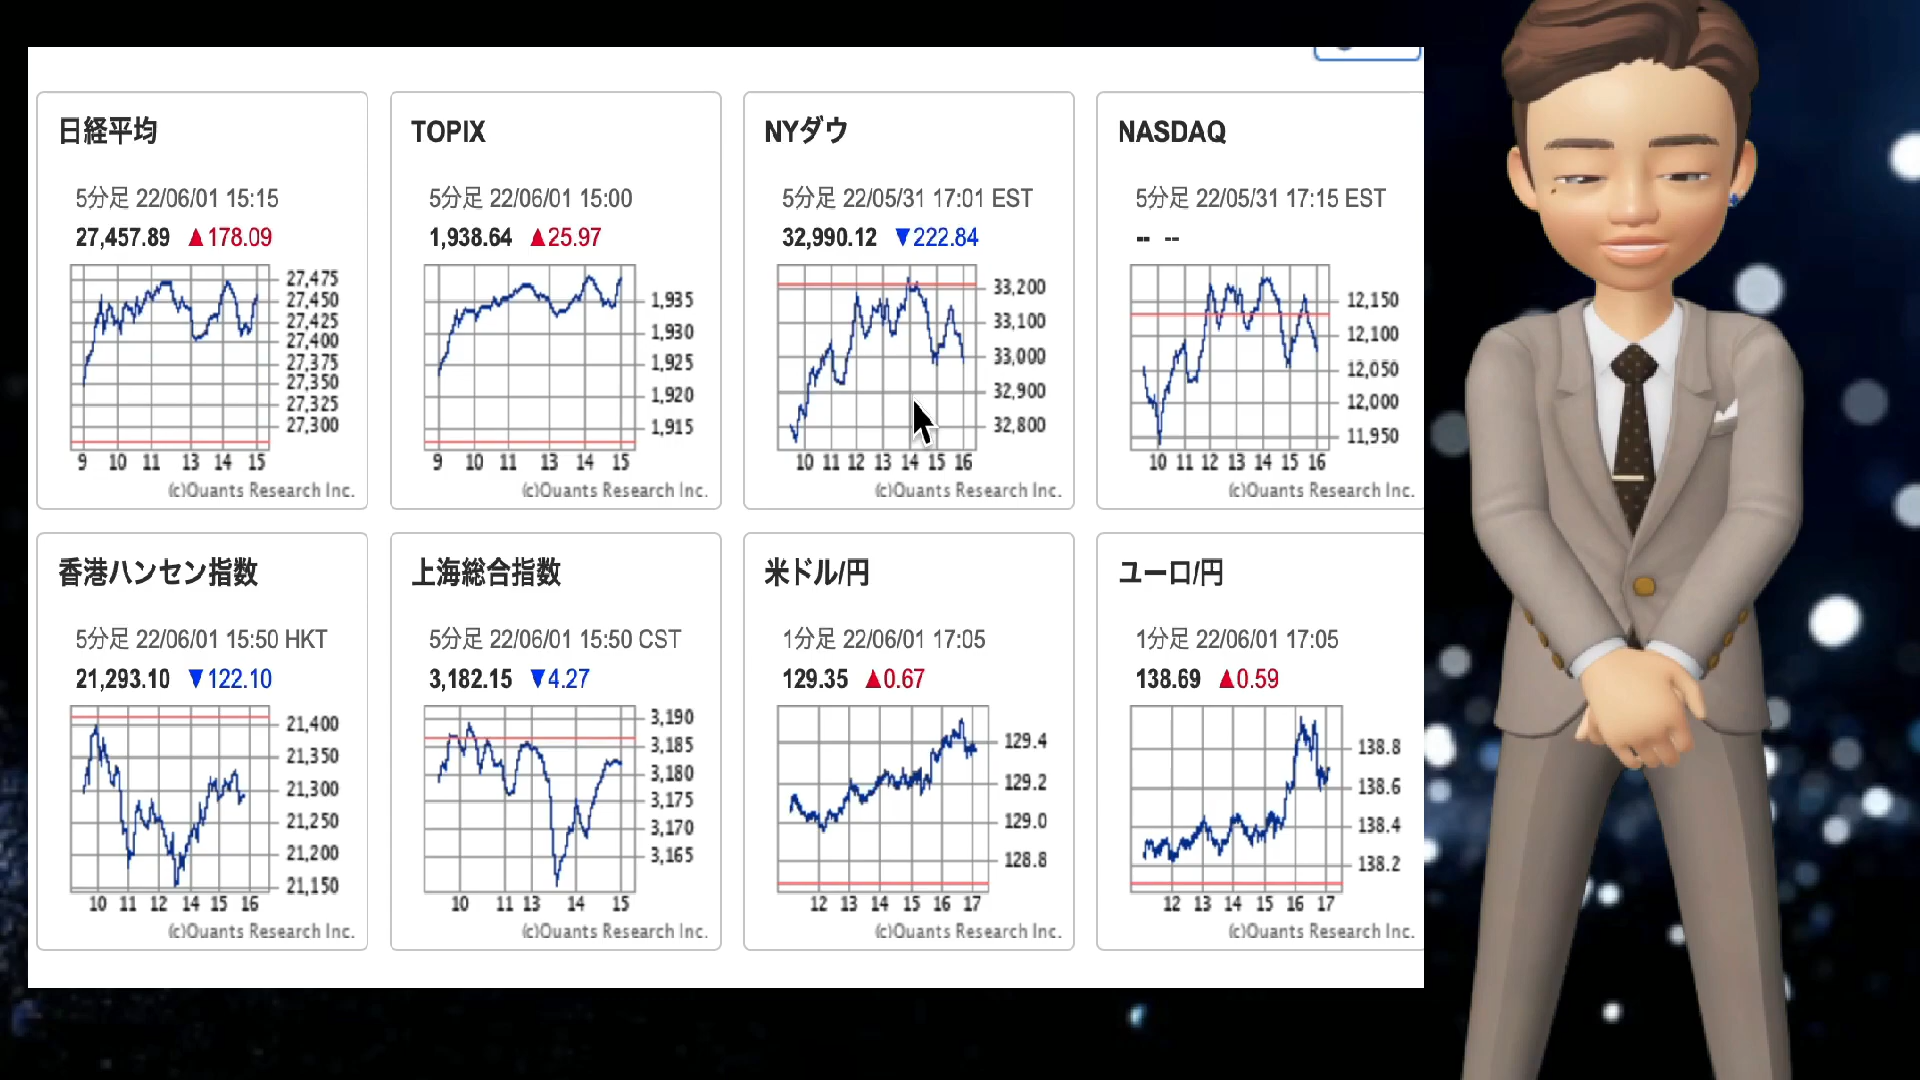 日経平均
5分足 22/06/01 15:15
27,457.89 ▲178.09
27,475
27,450
27,425
27,400
27,375
27,350
27,325
27,300
9 10 11 13 14 15
(c)Quants Research Inc.
TOPIX
5分足 22/06/01 15:00
1,938.64 ▲25.97
1,935
1,930
1,925
1,920
1,915
9 10 11 13 14 15
(c)Quants Research Inc.
NYダウ
5分足 22/05/31 17:01 EST
32,990.12 ▼222.84
33,200
33,100
33,000
32,900
32,800
10 11 12 13 14 15 16
(c)Quants Research Inc.
NASDAQ
5分足 22/05/31 17:15 EST
-- --
12,150
12,100
12,050
12,000
11,950
10 11 12 13 14 15 16
(c)Quants Research Inc.
香港ハンセン指数
5分足 22/06/01 15:50 HKT
21,293.10 ▼122.10
21,400
21,350
21,300
21,250
21,200
21,150
10 11 12 14 15 16
(c)Quants Research Inc.
上海総合指数
5分足 22/06/01 15:50 CST
3,182.15 ▼4.27
3,190
3,185
3,180
3,175
3,170
3,165
10 11 13 14 15
(c)Quants Research Inc.
米ドル/円
1分足 22/06/01 17:05
129.35 ▲0.67
129.4
129.2
129.0
128.8
12 13 14 15 16 17
(c)Quants Research Inc.
ユーロ/円
1分足 22/06/01 17:05
138.69 ▲0.59
138.8
138.6
138.4
138.2
12 13 14 15 16 17
(c)Quants Research Inc.